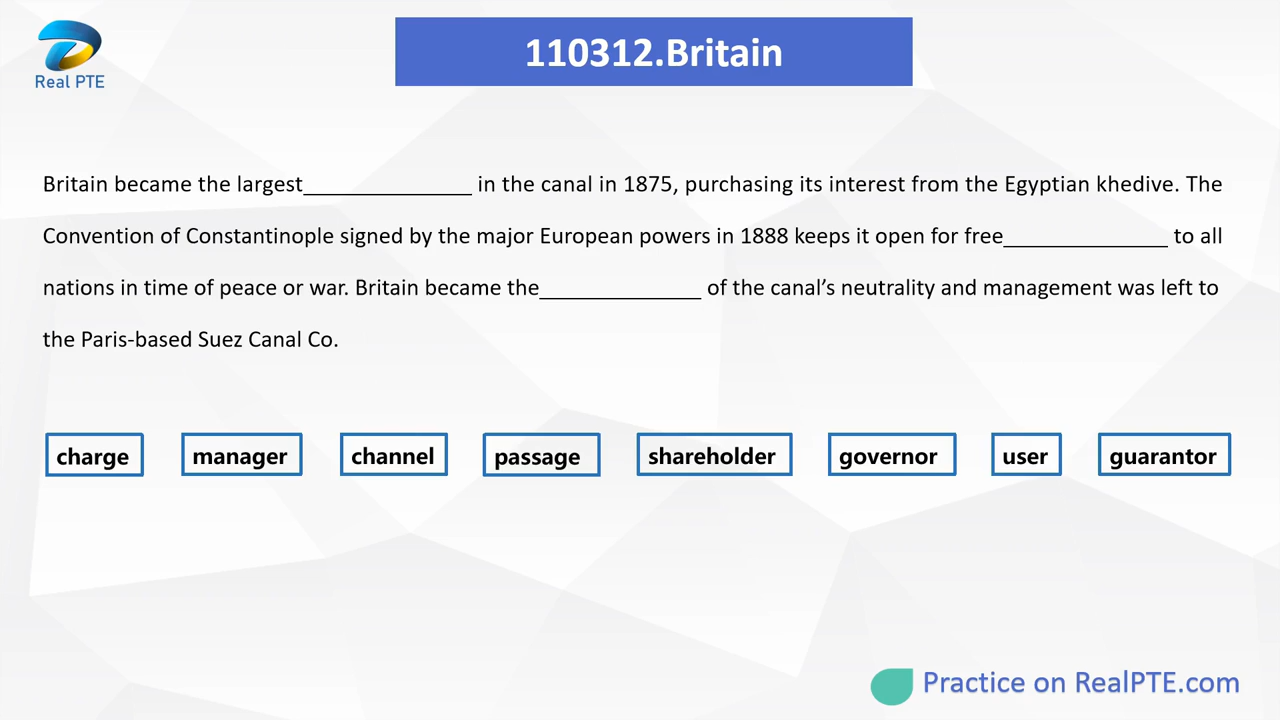 110312.Britain
Real PTE
Britain became the largest______________ in the canal in 1875, purchasing its interest from the Egyptian khedive. The
Convention of Constantinople signed by the major European powers in 1888 keeps it open for free______________ to all
nations in time of peace or war. Britain became the______________ of the canal’s neutrality and management was left to
the Paris-based Suez Canal Co.
charge manager channel passage shareholder governor user guarantor
Practice on RealPTE.com